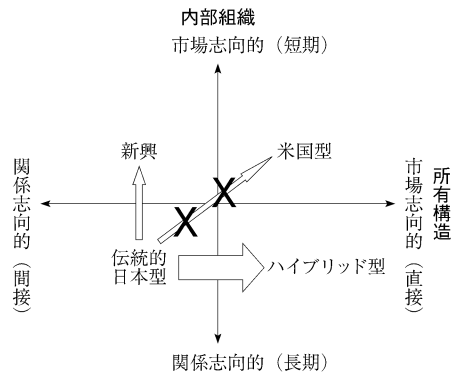 内部組織
市場志向的（短期）
新興
米国型
関係志向的（間接）
市場志向的（直接）
所有構造
X
X
伝統的
日本型
ハイブリッド型
関係志向的（長期）